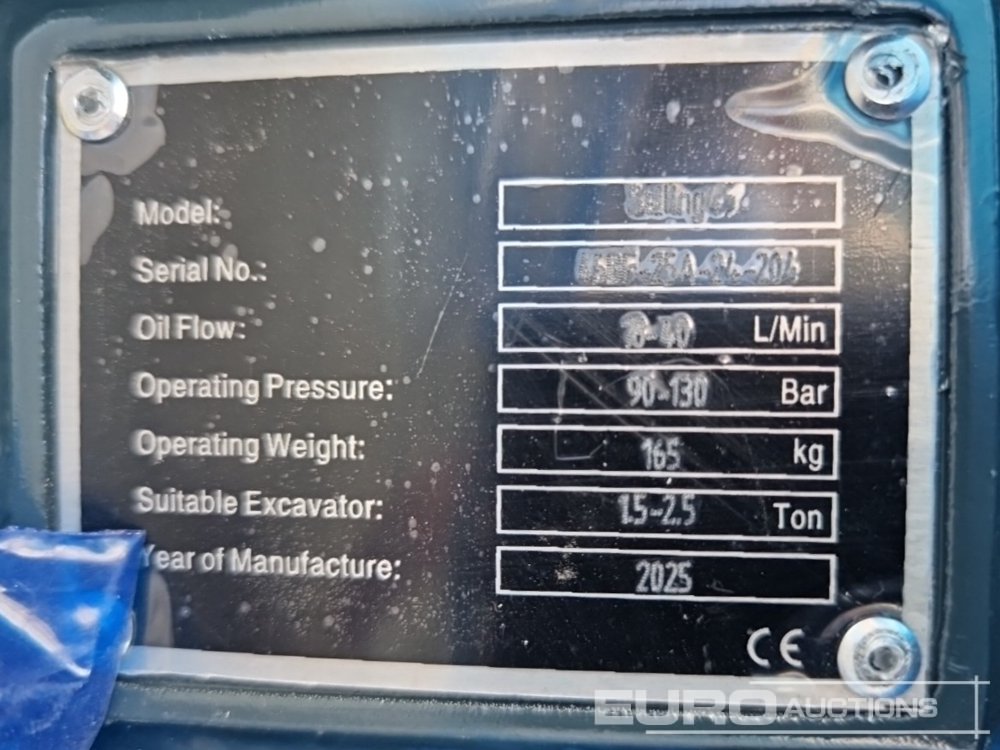 Model:
Serial No.:
Oil Flow: L/Min
Operating Pressure: 90-130 Bar
Operating Weight: 165 kg
Suitable Excavator: 1.5-2.5 Ton
Year of Manufacture: 2025
CE
EURO AUCTIONS